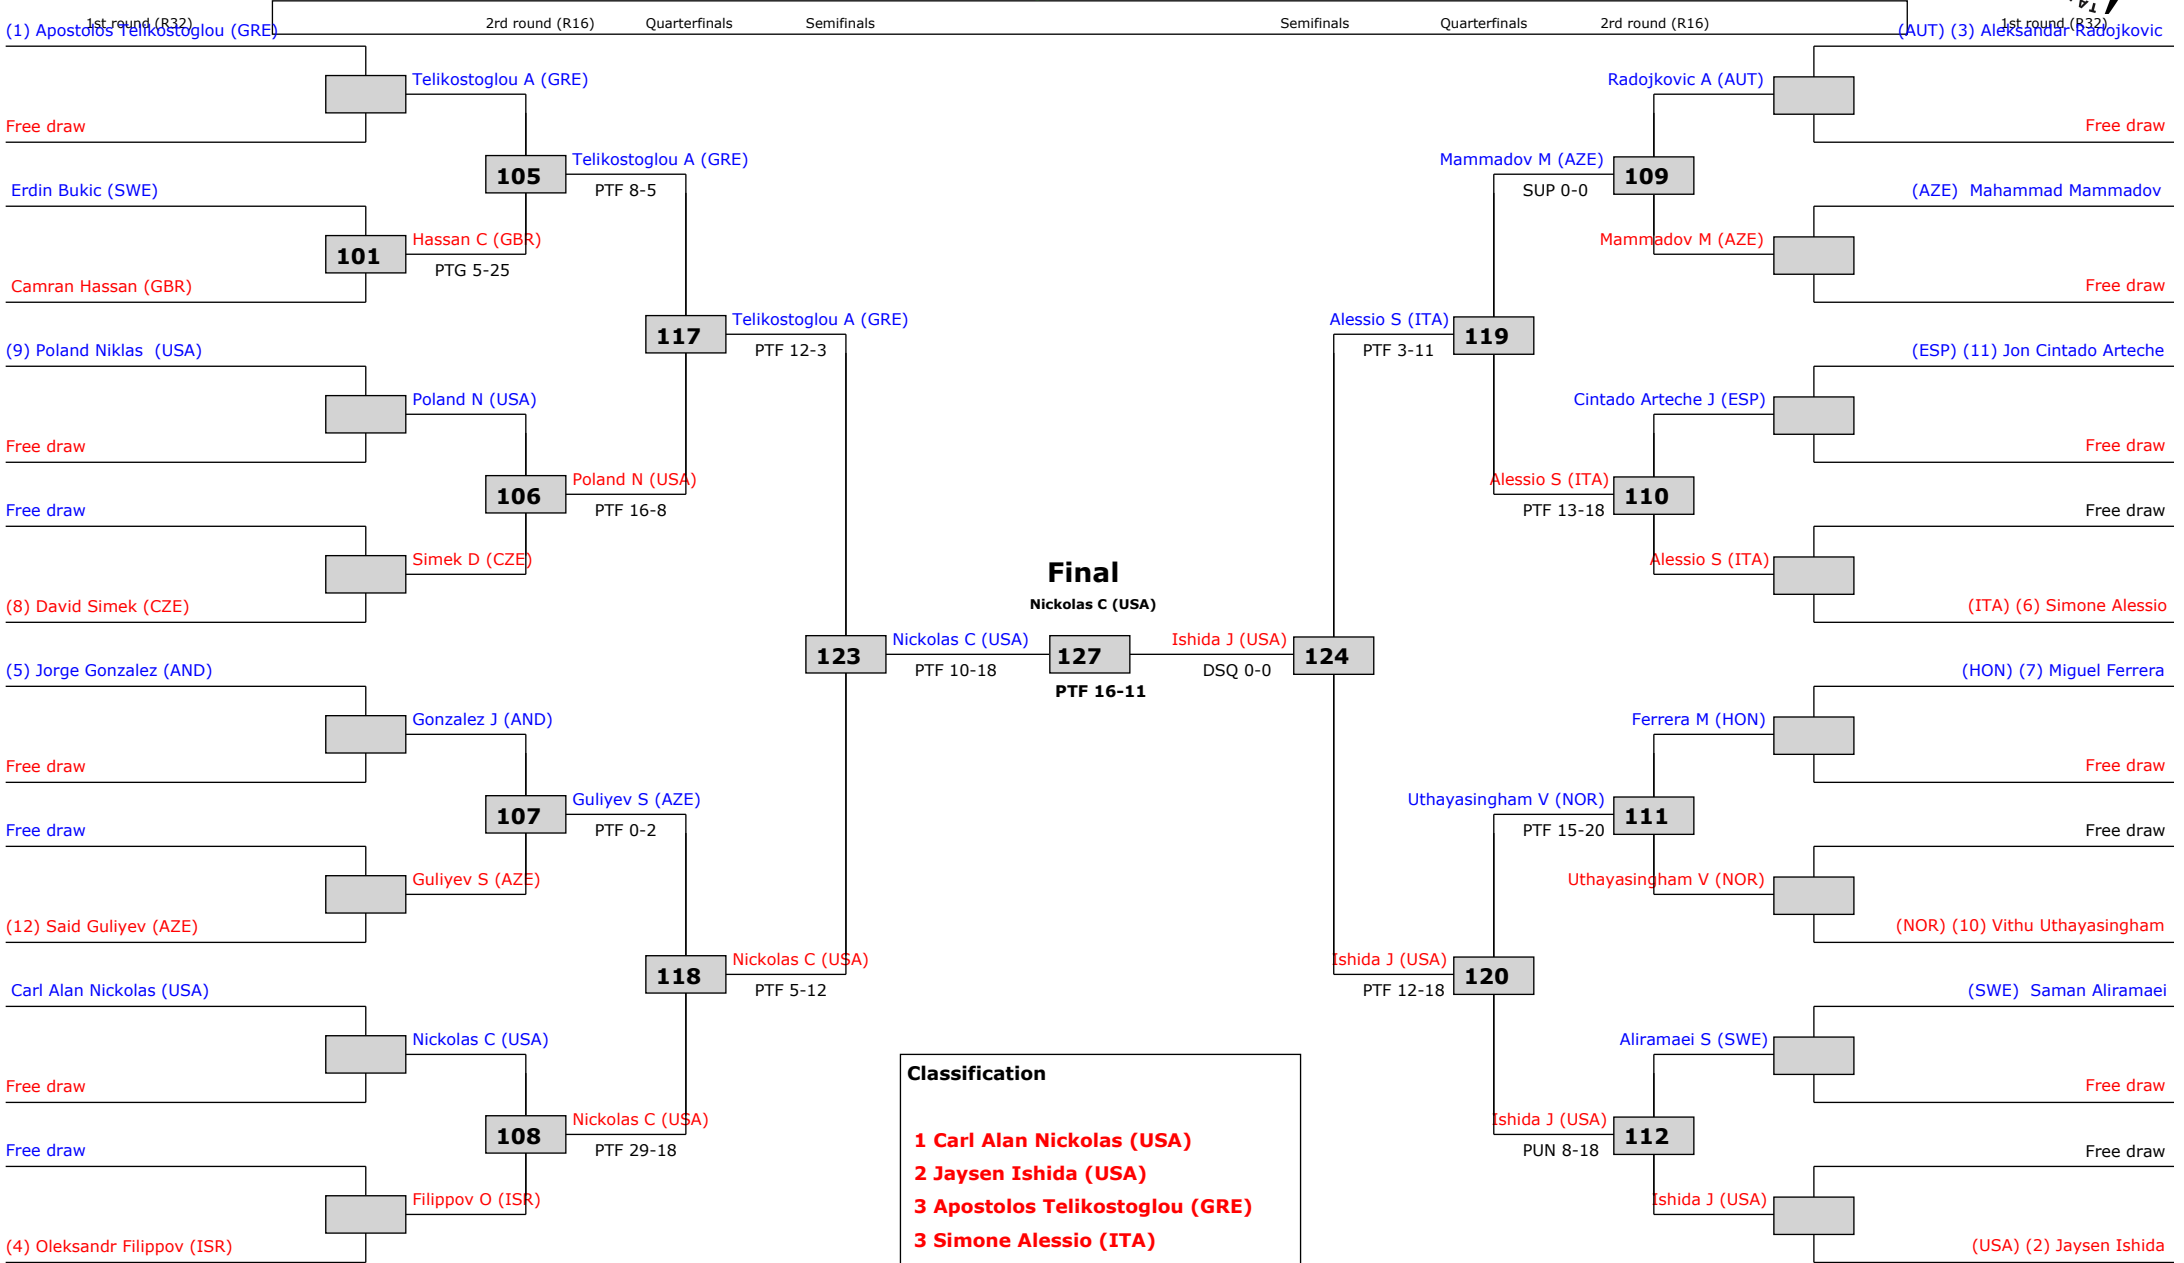 1st round (R32)
2rd round (R16)
Quarterfinals
Semifinals
Semifinals
Quarterfinals
2rd round (R16)
1st round (R32)
(1) Apostolos Telikostoglou (GRE)
(AUT) (3) Aleksandar Radojkovic
Telikostoglou A (GRE)
Radojkovic A (AUT)
Free draw
Free draw
Telikostoglou A (GRE)
Mammadov M (AZE)
105
PTF 8-5
SUP 0-0
109
Erdin Bukic (SWE)
(AZE) Mahammad Mammadov
Hassan C (GBR)
Mammadov M (AZE)
101
PTG 5-25
Camran Hassan (GBR)
Free draw
Telikostoglou A (GRE)
Alessio S (ITA)
117
PTF 12-3
PTF 3-11
119
(9) Poland Niklas (USA)
(ESP) (11) Jon Cintado Arteche
Poland N (USA)
Cintado Arteche J (ESP)
Free draw
Free draw
Poland N (USA)
Alessio S (ITA)
106
PTF 16-8
PTF 13-18
110
Free draw
Free draw
Simek D (CZE)
Alessio S (ITA)
Final
Nickolas C (USA)
(8) David Simek (CZE)
(ITA) (6) Simone Alessio
Nickolas C (USA)
Ishida J (USA)
123
127
124
PTF 10-18
DSQ 0-0
PTF 16-11
(5) Jorge Gonzalez (AND)
(HON) (7) Miguel Ferrera
Gonzalez J (AND)
Ferrera M (HON)
Free draw
Free draw
Guliyev S (AZE)
Uthayasingham V (NOR)
107
PTF 0-2
PTF 15-20
111
Free draw
Free draw
Guliyev S (AZE)
Uthayasingham V (NOR)
(12) Said Guliyev (AZE)
(NOR) (10) Vithu Uthayasingham
Nickolas C (USA)
Ishida J (USA)
118
PTF 5-12
PTF 12-18
120
Carl Alan Nickolas (USA)
(SWE) Saman Aliramaei
Nickolas C (USA)
Aliramaei S (SWE)
Free draw
Free draw
Nickolas C (USA)
Ishida J (USA)
108
PTF 29-18
PUN 8-18
112
Free draw
Free draw
Filippov O (ISR)
Ishida J (USA)
(4) Oleksandr Filippov (ISR)
(USA) (2) Jaysen Ishida
Classification
1 Carl Alan Nickolas (USA)
2 Jaysen Ishida (USA)
3 Apostolos Telikostoglou (GRE)
3 Simone Alessio (ITA)